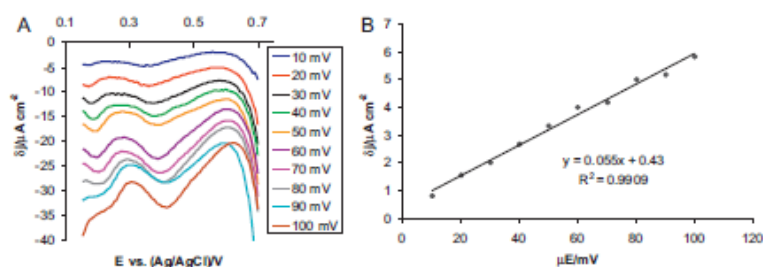 A
0.1 0.3 0.5 0.7
0
-5
-10
-15
-20
-25
-30
-35
-40
δj/µA cm-2
E vs. (Ag/AgCl)/V
10 mV
20 mV
30 mV
40 mV
50 mV
60 mV
70 mV
80 mV
90 mV
100 mV
B
7
6
5
4
3
2
1
0
δj/µA cm-2
y = 0.055x + 0.43
R² = 0.9909
0 20 40 60 80 100 120
µE/mV